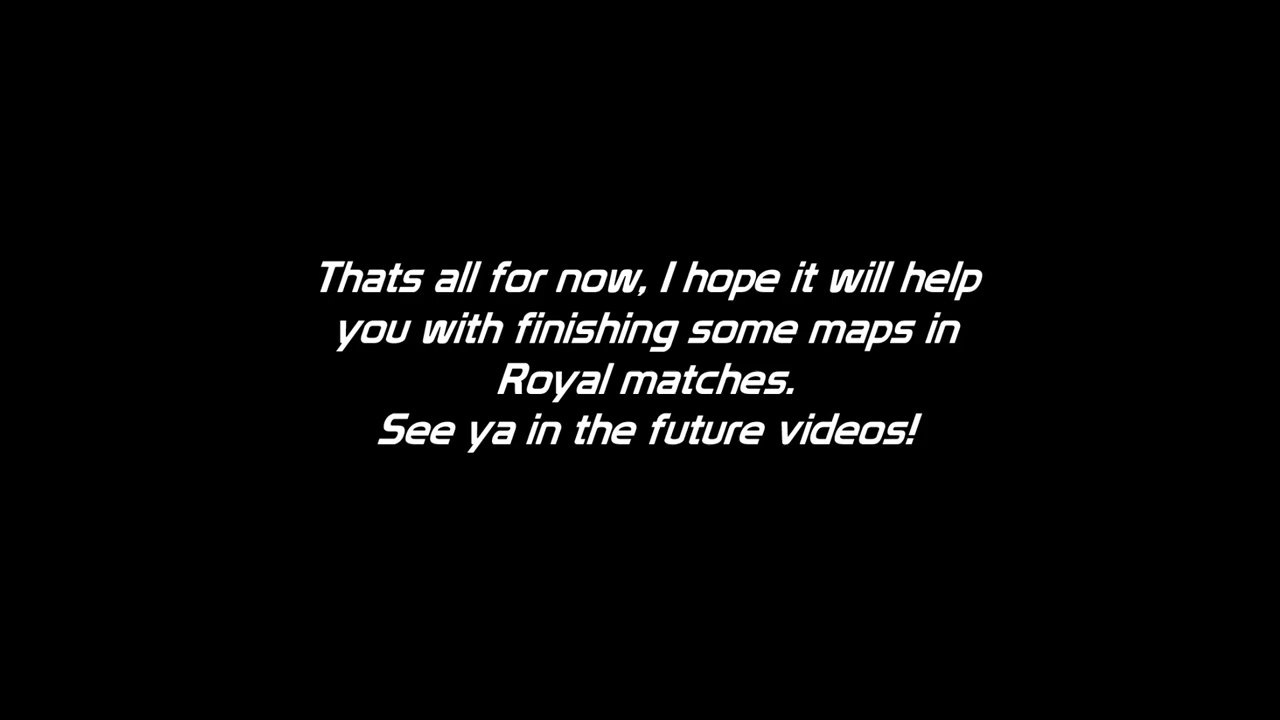 Thats all for now, I hope it will help
you with finishing some maps in
Royal matches.
See ya in the future videos!